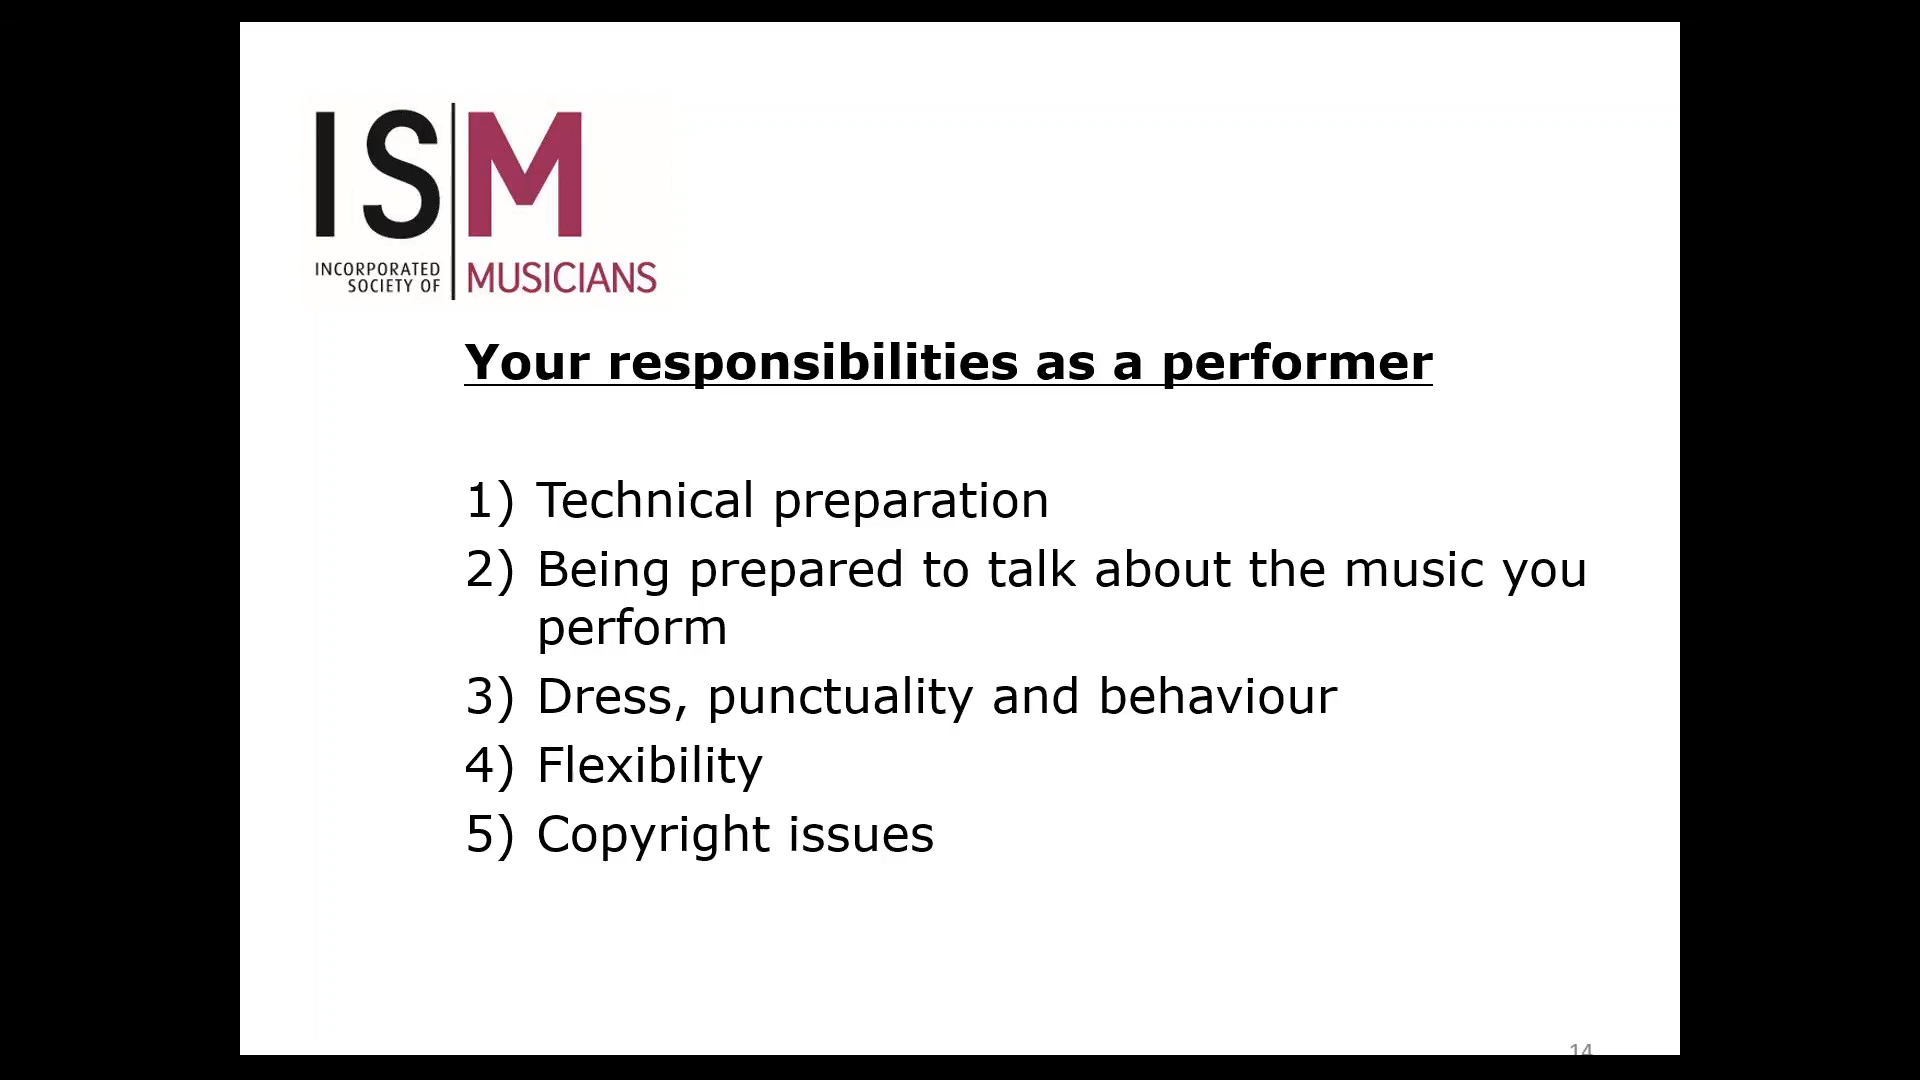 ISM
INCORPORATED
SOCIETY OF
MUSICIANS
Your responsibilities as a performer
1) Technical preparation
2) Being prepared to talk about the music you
perform
3) Dress, punctuality and behaviour
4) Flexibility
5) Copyright issues
14